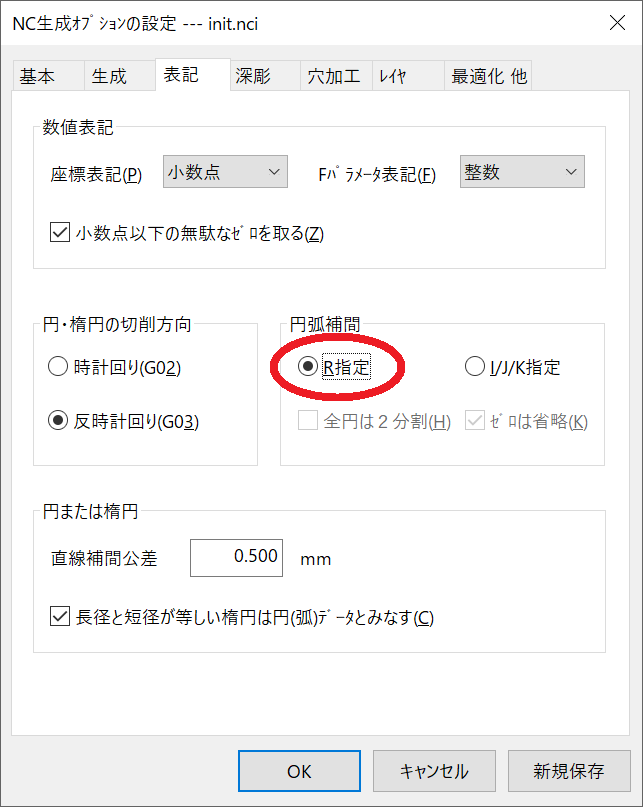 NC生成ｵﾌﾟｼｮﾝの設定 --- init.nci
基本 生成 表記 深彫 穴加工 ﾚｲﾔ 最適化 他
数値表記
座標表記(P) 小数点 Fﾊﾟﾗﾒｰﾀ表記(F) 整数
小数点以下の無駄なｾﾞﾛを取る(Z)
円・楕円の切削方向 円弧補間
時計回り(G02) R指定 I/J/K指定
反時計回り(G03) 全円は２分割(H) ｾﾞﾛは省略(K)
円または楕円
直線補間公差 0.500 mm
長径と短径が等しい楕円は円(弧)ﾃﾞｰﾀとみなす(C)
OK キャンセル 新規保存